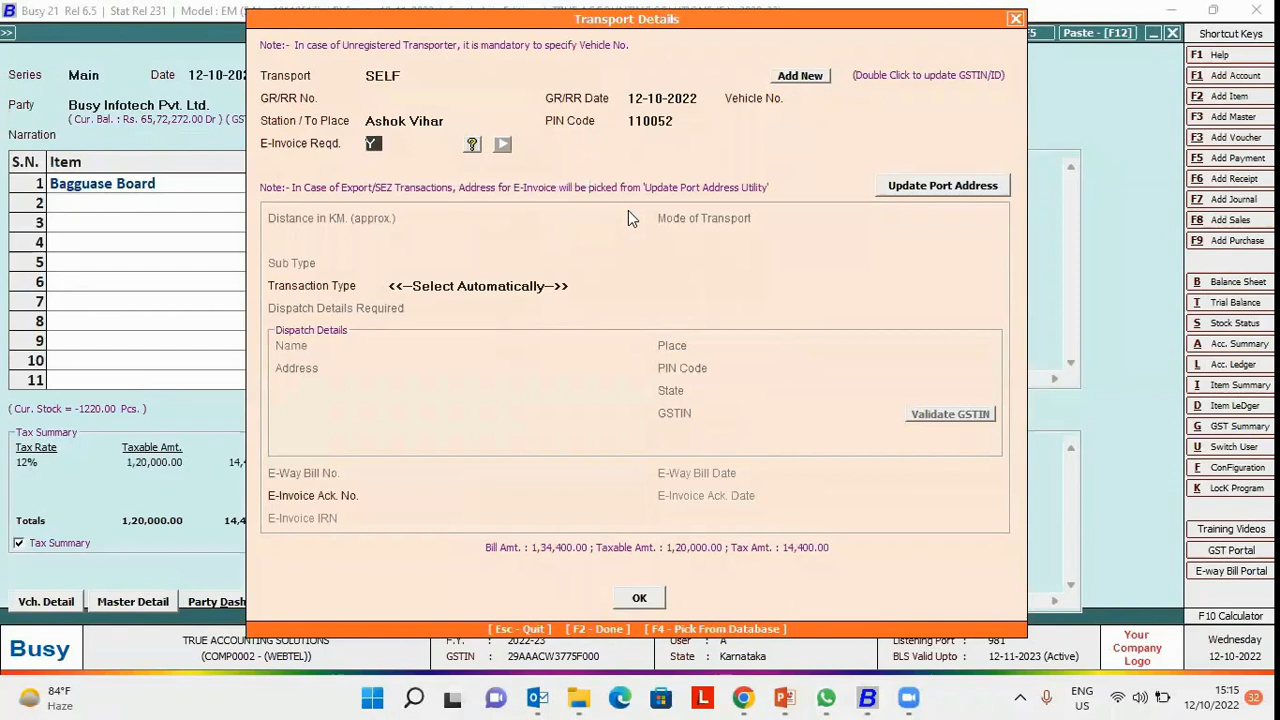 Busy 21 Rel 6.5 | Stat Rel 231 | Model : EM
Transport Details
Note:- In case of Unregistered Transporter, it is mandatory to specify Vehicle No.
>>
F5 Paste - [F12]
Shortcut Keys
Series Main Date 12-10-202
Transport SELF Add New (Double Click to update GSTIN/ID)
GR/RR No. GR/RR Date 12-10-2022 Vehicle No.
Party Busy Infotech Pvt. Ltd.
( Cur. Bal. : Rs. 65,72,272.00 Dr ) (GS
Station / To Place Ashok Vihar PIN Code 110052
Narration
E-Invoice Reqd. Y ?
S.N. Item
1 Bagguase Board
2
3
4
5
6
7
8
9
10
11
Note:- In Case of Export/SEZ Transactions, Address for E-Invoice will be picked from 'Update Port Address Utility' Update Port Address
Distance in KM. (approx.) Mode of Transport
Sub Type
Transaction Type <<--Select Automatically-->>
Dispatch Details Required
Dispatch Details
Name Place
Address PIN Code
State
GSTIN Validate GSTIN
E-Way Bill No. E-Way Bill Date
E-Invoice Ack. No. E-Invoice Ack. Date
E-Invoice IRN
Bill Amt. : 1,34,400.00 ; Taxable Amt. : 1,20,000.00 ; Tax Amt. : 14,400.00
OK
[ Esc - Quit ] [ F2 - Done ] [ F4 - Pick From Database ]
( Cur. Stock = -1220.00 Pcs. )
Tax Summary
Tax Rate Taxable Amt.
12% 1,20,000.00 14,4
Totals 1,20,000.00 14,4
Tax Summary
Vch. Detail Master Detail Party Dash
F1 Help
F1 Add Account
F2 Add Item
F3 Add Master
F3 Add Voucher
F5 Add Payment
F6 Add Receipt
F7 Add Journal
F8 Add Sales
F9 Add Purchase
B Balance Sheet
T Trial Balance
S Stock Status
A Acc. Summary
L Acc. Ledger
I Item Summary
D Item LeDger
G GST Summary
U Switch User
F ConFiguration
K LocK Program
Training Videos
GST Portal
E-way Bill Portal
F10 Calculator
Busy
TRUE ACCOUNTING SOLUTIONS
(COMP0002 - (WEBTEL))
F.Y. : 2022-23
GSTIN : 29AAACW3775F000
User : A
State : Karnataka
Listening Port : 981
BLS Valid Upto : 12-11-2023 (Active)
Your
Company
Logo
Wednesday
12-10-2022
84°F
Haze
L
ENG
US
15:15
12/10/2022
32